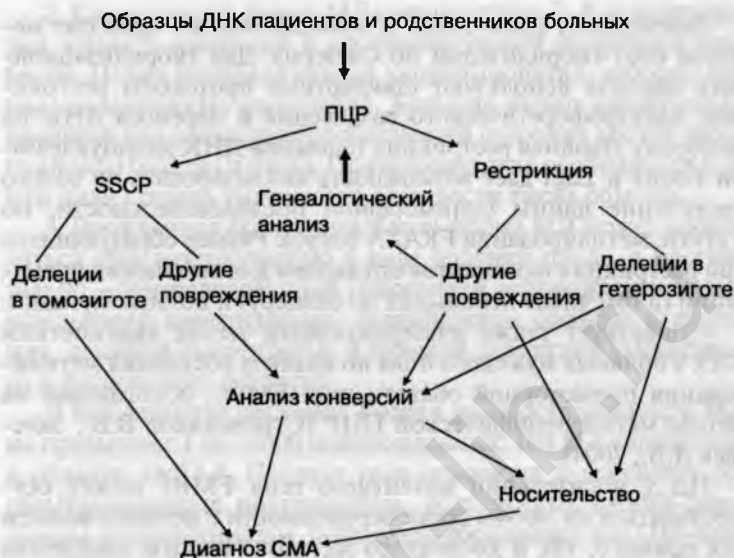 Образцы ДНК пациентов и родственников больных
ПЦР
SSCP
Рестрикция
Генеалогический
анализ
Делеции
в гомозиготе
Другие
повреждения
Другие
повреждения
Делеции в
гетерозиготе
Анализ конверсий
Носительство
Диагноз СМА